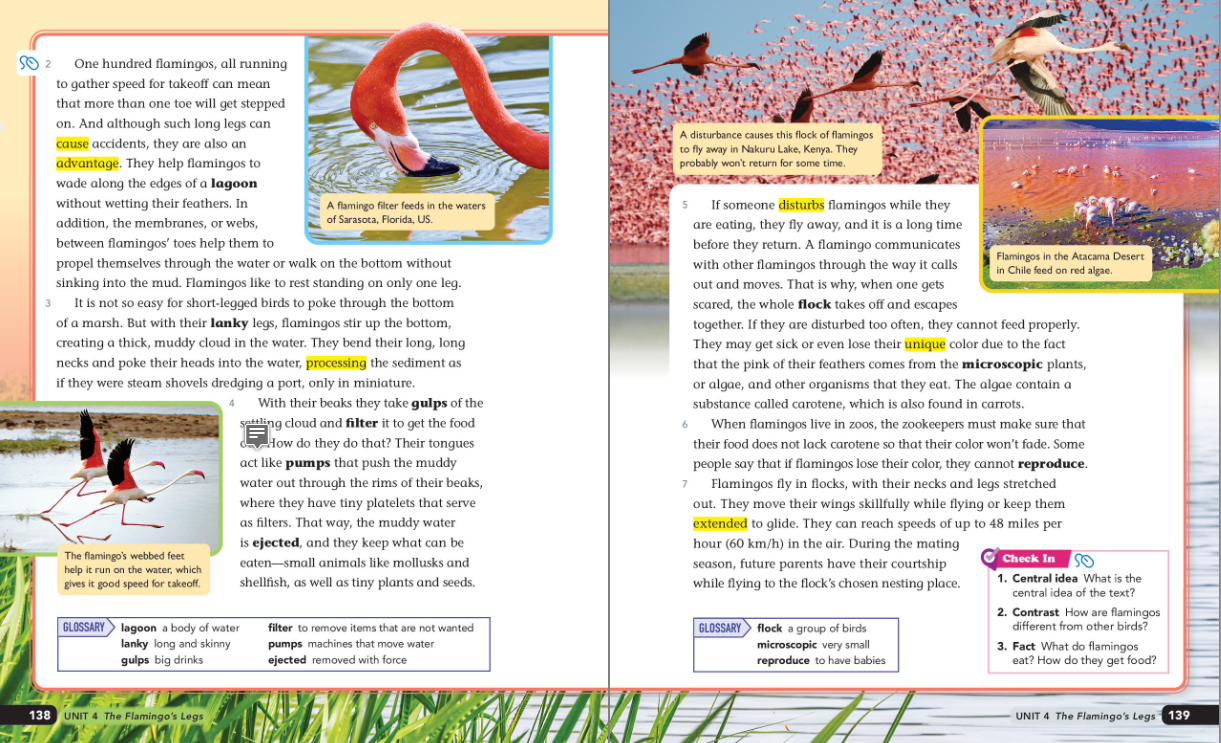 2 One hundred flamingos, all running
to gather speed for takeoff can mean
that more than one toe will get stepped
on. And although such long legs can
cause accidents, they are also an
advantage. They help flamingos to
wade along the edges of a lagoon
without wetting their feathers. In
addition, the membranes, or webs,
between flamingos’ toes help them to
propel themselves through the water or walk on the bottom without
sinking into the mud. Flamingos like to rest standing on only one leg.
A flamingo filter feeds in the waters
of Sarasota, Florida, US.
3 It is not so easy for short-legged birds to poke through the bottom
of a marsh. But with their lanky legs, flamingos stir up the bottom,
creating a thick, muddy cloud in the water. They bend their long, long
necks and poke their heads into the water, processing the sediment as
if they were steam shovels dredging a port, only in miniature.
4 With their beaks they take gulps of the
settling cloud and filter it to get the food
How do they do that? Their tongues
act like pumps that push the muddy
water out through the rims of their beaks,
where they have tiny platelets that serve
as filters. That way, the muddy water
is ejected, and they keep what can be
eaten—small animals like mollusks and
shellfish, as well as tiny plants and seeds.
The flamingo’s webbed feet
help it run on the water, which
gives it good speed for takeoff.
GLOSSARY
lagoon a body of water
lanky long and skinny
gulps big drinks
filter to remove items that are not wanted
pumps machines that move water
ejected removed with force
138 UNIT 4 The Flamingo’s Legs
A disturbance causes this flock of flamingos
to fly away in Nakuru Lake, Kenya. They
probably won’t return for some time.
Flamingos in the Atacama Desert
in Chile feed on red algae.
5 If someone disturbs flamingos while they
are eating, they fly away, and it is a long time
before they return. A flamingo communicates
with other flamingos through the way it calls
out and moves. That is why, when one gets
scared, the whole flock takes off and escapes
together. If they are disturbed too often, they cannot feed properly.
They may get sick or even lose their unique color due to the fact
that the pink of their feathers comes from the microscopic plants,
or algae, and other organisms that they eat. The algae contain a
substance called carotene, which is also found in carrots.
6 When flamingos live in zoos, the zookeepers must make sure that
their food does not lack carotene so that their color won’t fade. Some
people say that if flamingos lose their color, they cannot reproduce.
7 Flamingos fly in flocks, with their necks and legs stretched
out. They move their wings skillfully while flying or keep them
extended to glide. They can reach speeds of up to 48 miles per
hour (60 km/h) in the air. During the mating
season, future parents have their courtship
while flying to the flock’s chosen nesting place.
GLOSSARY
flock a group of birds
microscopic very small
reproduce to have babies
Check In
1. Central idea What is the
central idea of the text?
2. Contrast How are flamingos
different from other birds?
3. Fact What do flamingos
eat? How do they get food?
UNIT 4 The Flamingo’s Legs 139